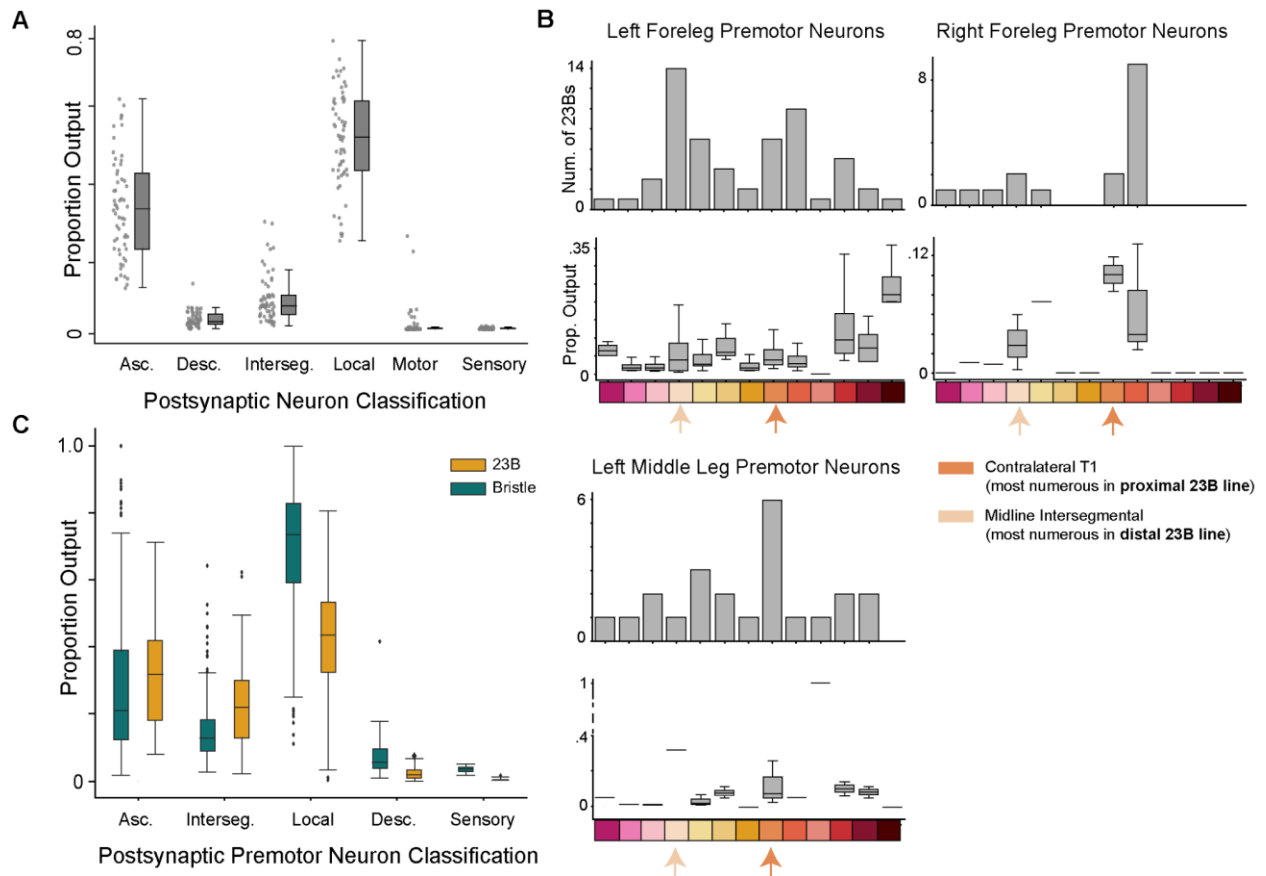 A
0.8
0
Proportion Output
Asc. Desc. Interseg. Local Motor Sensory
Postsynaptic Neuron Classification
B
Left Foreleg Premotor Neurons
14
0
Num. of 23Bs
.35
0
Prop. Output
Right Foreleg Premotor Neurons
8
0
.12
0
Left Middle Leg Premotor Neurons
6
0
1
.4
0
Contralateral T1
(most numerous in proximal 23B line)
Midline Intersegmental
(most numerous in distal 23B line)
C
1.0
0
Proportion Output
23B
Bristle
Asc. Interseg. Local Desc. Sensory
Postsynaptic Premotor Neuron Classification